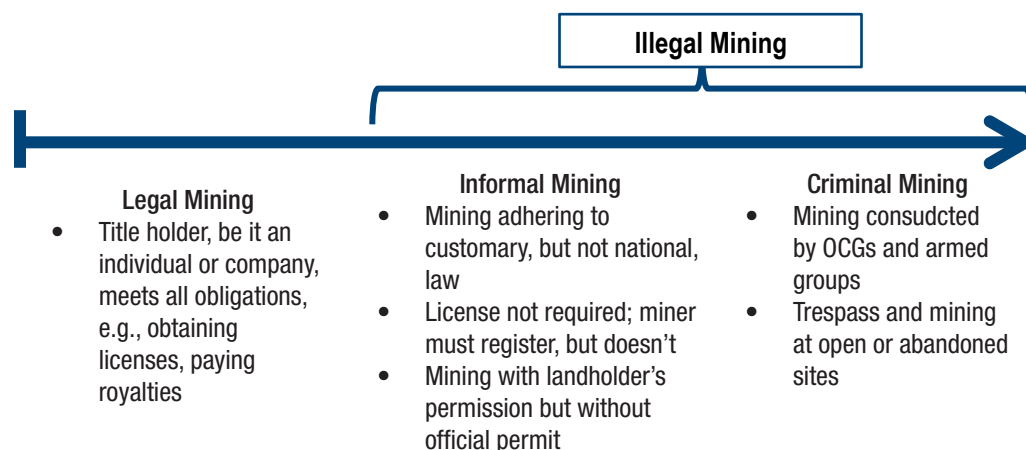 Illegal Mining
Legal Mining
• Title holder, be it an
individual or company,
meets all obligations,
e.g., obtaining
licenses, paying
royalties
Informal Mining
• Mining adhering to
customary, but not national,
law
• License not required; miner
must register, but doesn’t
• Mining with landholder’s
permission but without
official permit
Criminal Mining
• Mining consudcted
by OCGs and armed
groups
• Trespass and mining
at open or abandoned
sites